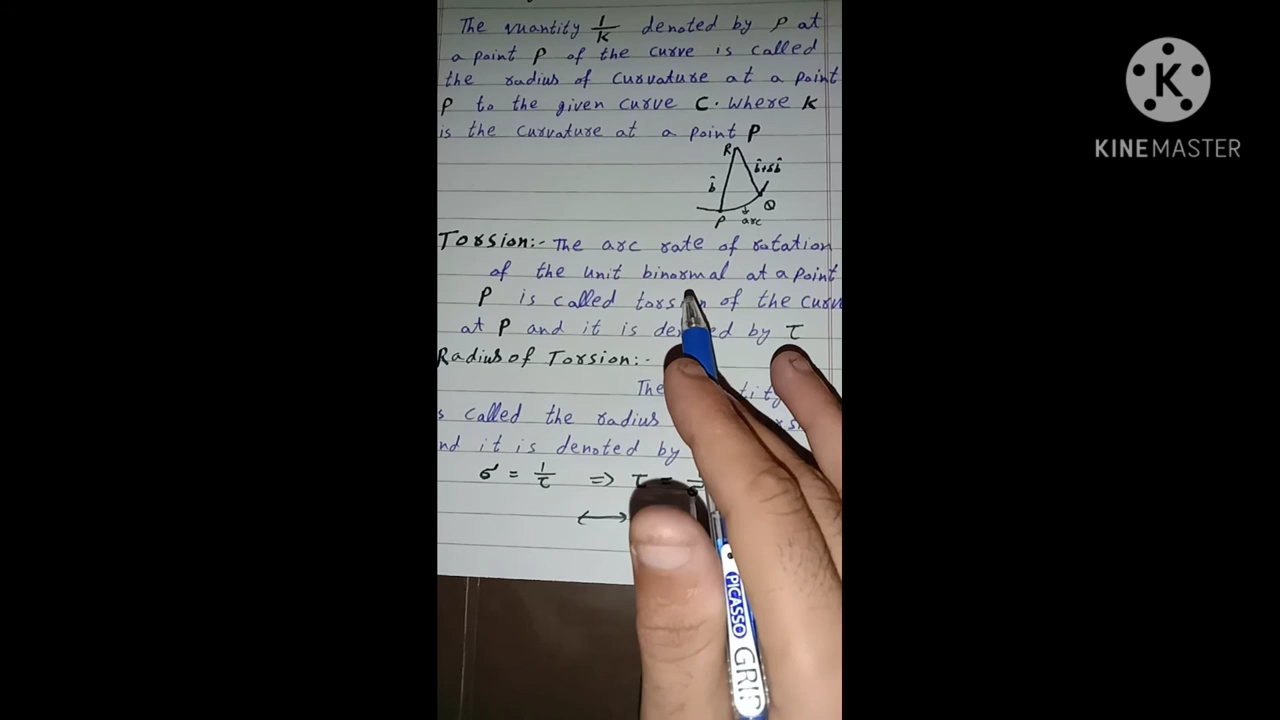 The quantity 1/K denoted by ρ at
a point P of the curve is called
the radius of curvature at a point
P to the given curve C. where K
is the curvature at a point P
R
b̂ b̂+δb̂
P arc Q
Torsion:- The arc rate of rotation
of the unit binormal at a point
P is called torsion of the curve
at P and it is denoted by τ
Radius of Torsion:-
The
called the radius
it is denoted by
σ = 1/τ ⇒ τ =
K
KINEMASTER
PICASSO GRIP